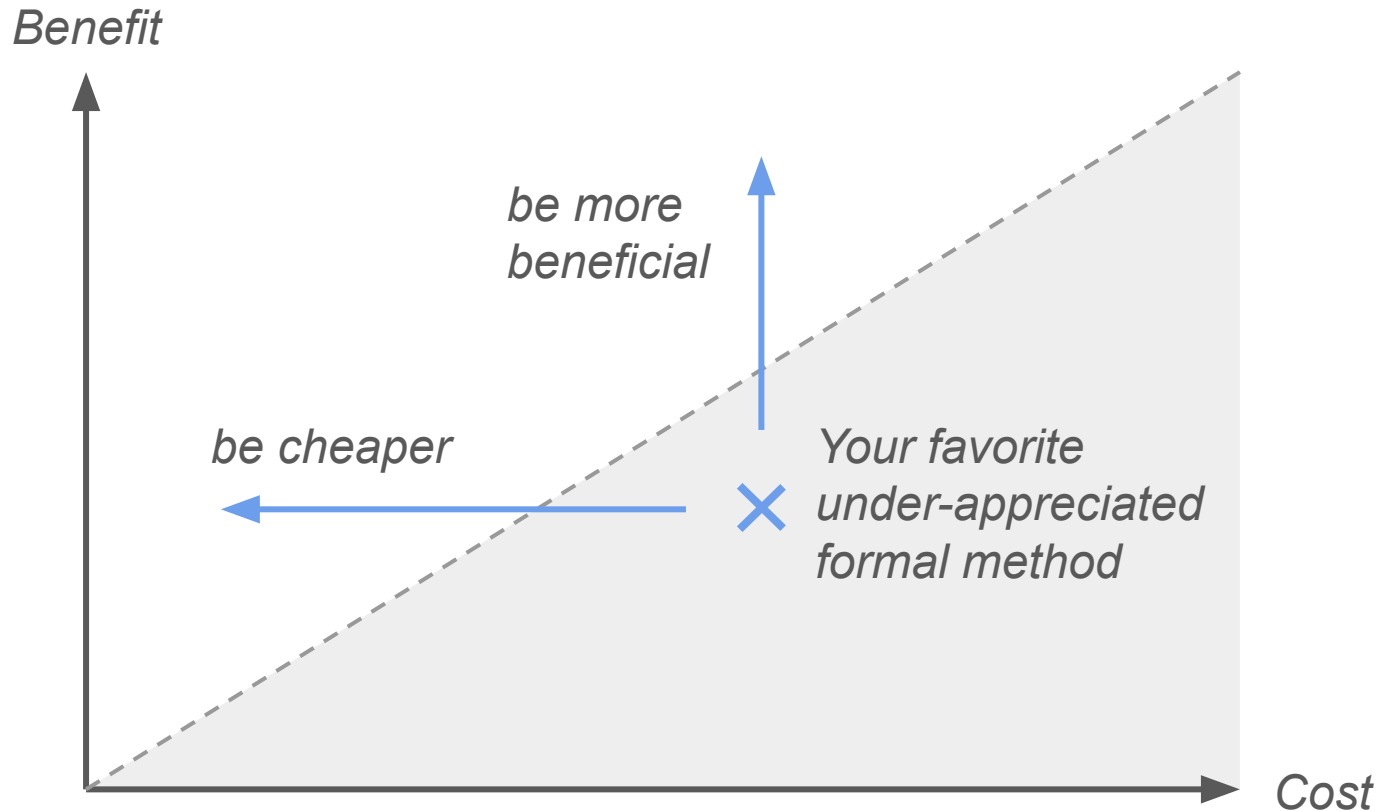 Benefit
be more
beneficial
be cheaper
Your favorite
under-appreciated
formal method
Cost